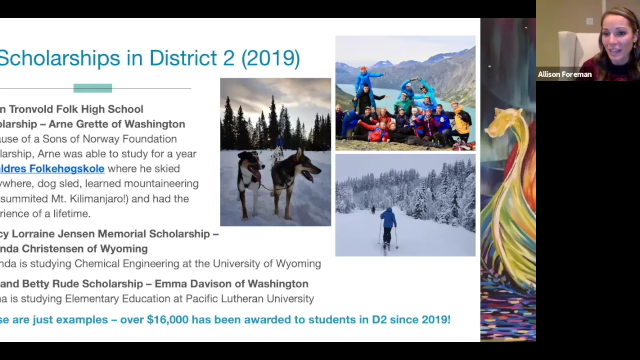 Scholarships in District 2 (2019)
n Tronvold Folk High School
olarship – Arne Grette of Washington
ause of a Sons of Norway Foundation
olarship, Arne was able to study for a year
ldres Folkehøgskole where he skied
ywhere, dog sled, learned mountaineering
summited Mt. Kilimanjaro!) and had the
rience of a lifetime.
cy Lorraine Jensen Memorial Scholarship –
nda Christensen of Wyoming
nda is studying Chemical Engineering at the University of Wyoming
and Betty Rude Scholarship – Emma Davison of Washington
na is studying Elementary Education at Pacific Lutheran University
se are just examples – over $16,000 has been awarded to students in D2 since 2019!
Allison Foreman